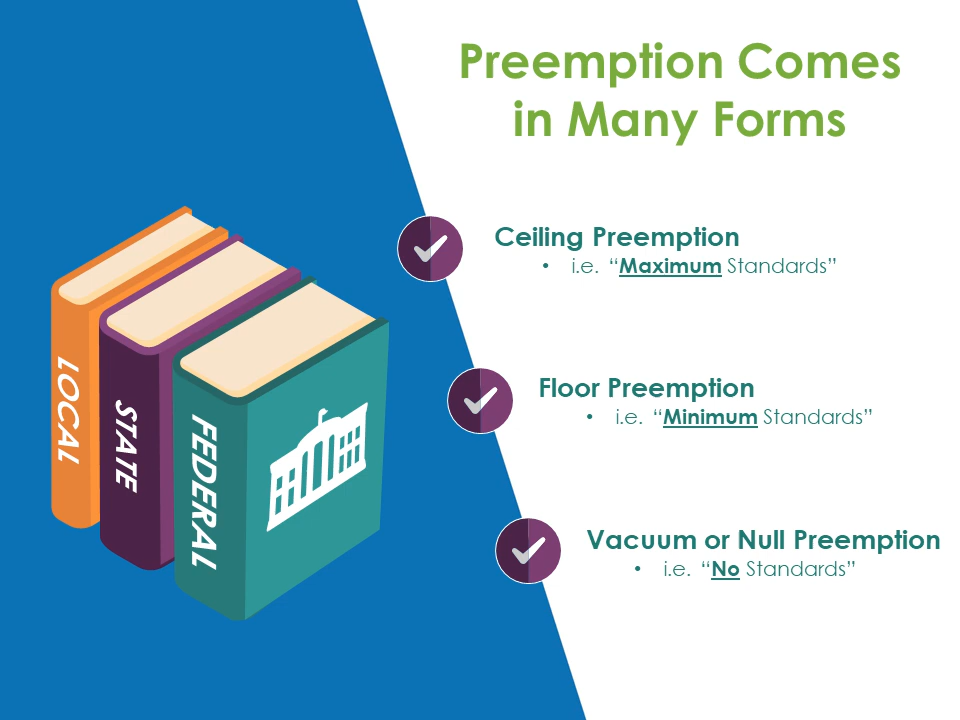 Preemption Comes
in Many Forms
Ceiling Preemption
• i.e. “Maximum Standards”
Floor Preemption
• i.e. “Minimum Standards”
Vacuum or Null Preemption
• i.e. “No Standards”
LOCAL
STATE
FEDERAL